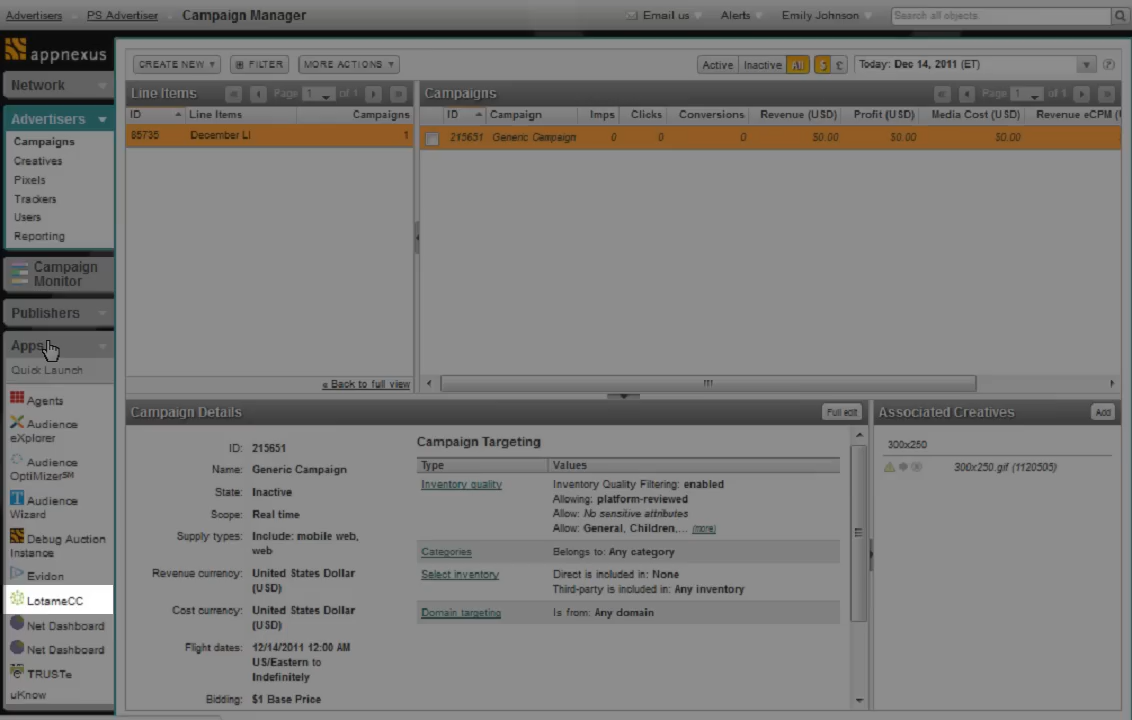 Advertisers PS Advertiser Campaign Manager
Email us Alerts Emily Johnson Search all objects
appnexus
Network
Advertisers
Campaigns
Creatives
Pixels
Trackers
Users
Reporting
Campaign
Monitor
Publishers
Apps
Quick Launch
Agents
Audience
eXplorer
Audience
OptiMizer℠
Audience
Wizard
Debug Auction
Instance
Evidon
LotameCC
Net Dashboard
Net Dashboard
TRUSTe
uKnow
CREATE NEW FILTER MORE ACTIONS
Active Inactive All Today: Dec 14, 2011 (ET)
Line Items Page 1 of 1
ID Line Items Campaigns
85735 December LI 1
« Back to full view
Campaigns Page 1 of 1
ID Campaign Imps Clicks Conversions Revenue (USD) Profit (USD) Media Cost (USD) Revenue eCPM (
215651 Generic Campaign 0 0 0 $0.00 $0.00 $0.00
Campaign Details Full edit
ID: 215651
Name: Generic Campaign
State: Inactive
Scope: Real time
Supply types: Include: mobile web,
web
Revenue currency: United States Dollar
(USD)
Cost currency: United States Dollar
(USD)
Flight dates: 12/14/2011 12:00 AM
US/Eastern to
Indefinitely
Bidding: $1 Base Price
Campaign Targeting
Type Values
Inventory quality Inventory Quality Filtering: enabled
Allowing: platform-reviewed
Allow: No sensitive attributes
Allow: General, Children,... (more)
Categories Belongs to: Any category
Select inventory Direct is included in: None
Third-party is included in: Any inventory
Domain targeting Is from: Any domain
Associated Creatives Add
300x250
300x250.gif (1120505)